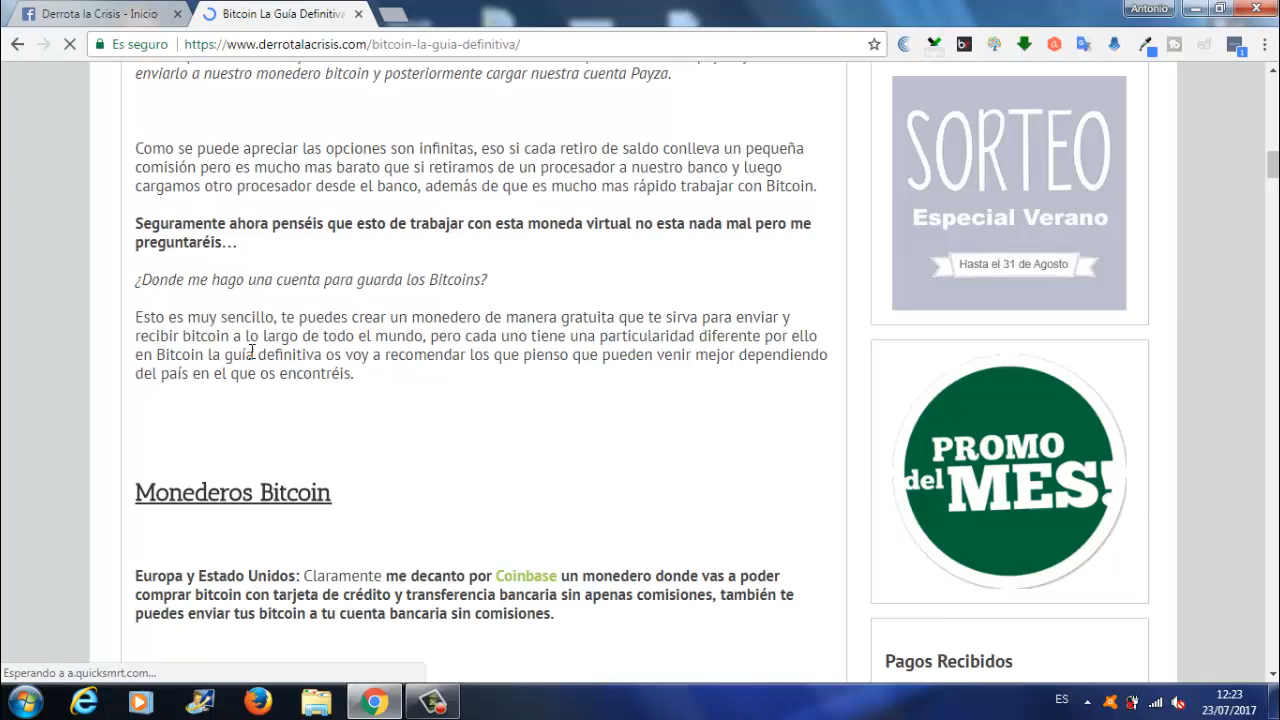 Derrota la Crisis - Inicio
Bitcoin La Guía Definitiva
Antonio
Es seguro
https://www.derrotalacrisis.com/bitcoin-la-guia-definitiva/
enviarlo a nuestro monedero bitcoin y posteriormente cargar nuestra cuenta Payza.
Como se puede apreciar las opciones son infinitas, eso si cada retiro de saldo conlleva un pequeña
comisión pero es mucho mas barato que si retiramos de un procesador a nuestro banco y luego
cargamos otro procesador desde el banco, además de que es mucho mas rápido trabajar con Bitcoin.
Seguramente ahora penséis que esto de trabajar con esta moneda virtual no esta nada mal pero me
preguntaréis…
¿Donde me hago una cuenta para guarda los Bitcoins?
Esto es muy sencillo, te puedes crear un monedero de manera gratuita que te sirva para enviar y
recibir bitcoin a lo largo de todo el mundo, pero cada uno tiene una particularidad diferente por ello
en Bitcoin la guía definitiva os voy a recomendar los que pienso que pueden venir mejor dependiendo
del país en el que os encontréis.
Monederos Bitcoin
Europa y Estado Unidos: Claramente me decanto por Coinbase un monedero donde vas a poder
comprar bitcoin con tarjeta de crédito y transferencia bancaria sin apenas comisiones, también te
puedes enviar tus bitcoin a tu cuenta bancaria sin comisiones.
SORTEO
Especial Verano
Hasta el 31 de Agosto
PROMO
del MES!
Pagos Recibidos
Esperando a a.quicksmrt.com...
ES
12:23
23/07/2017